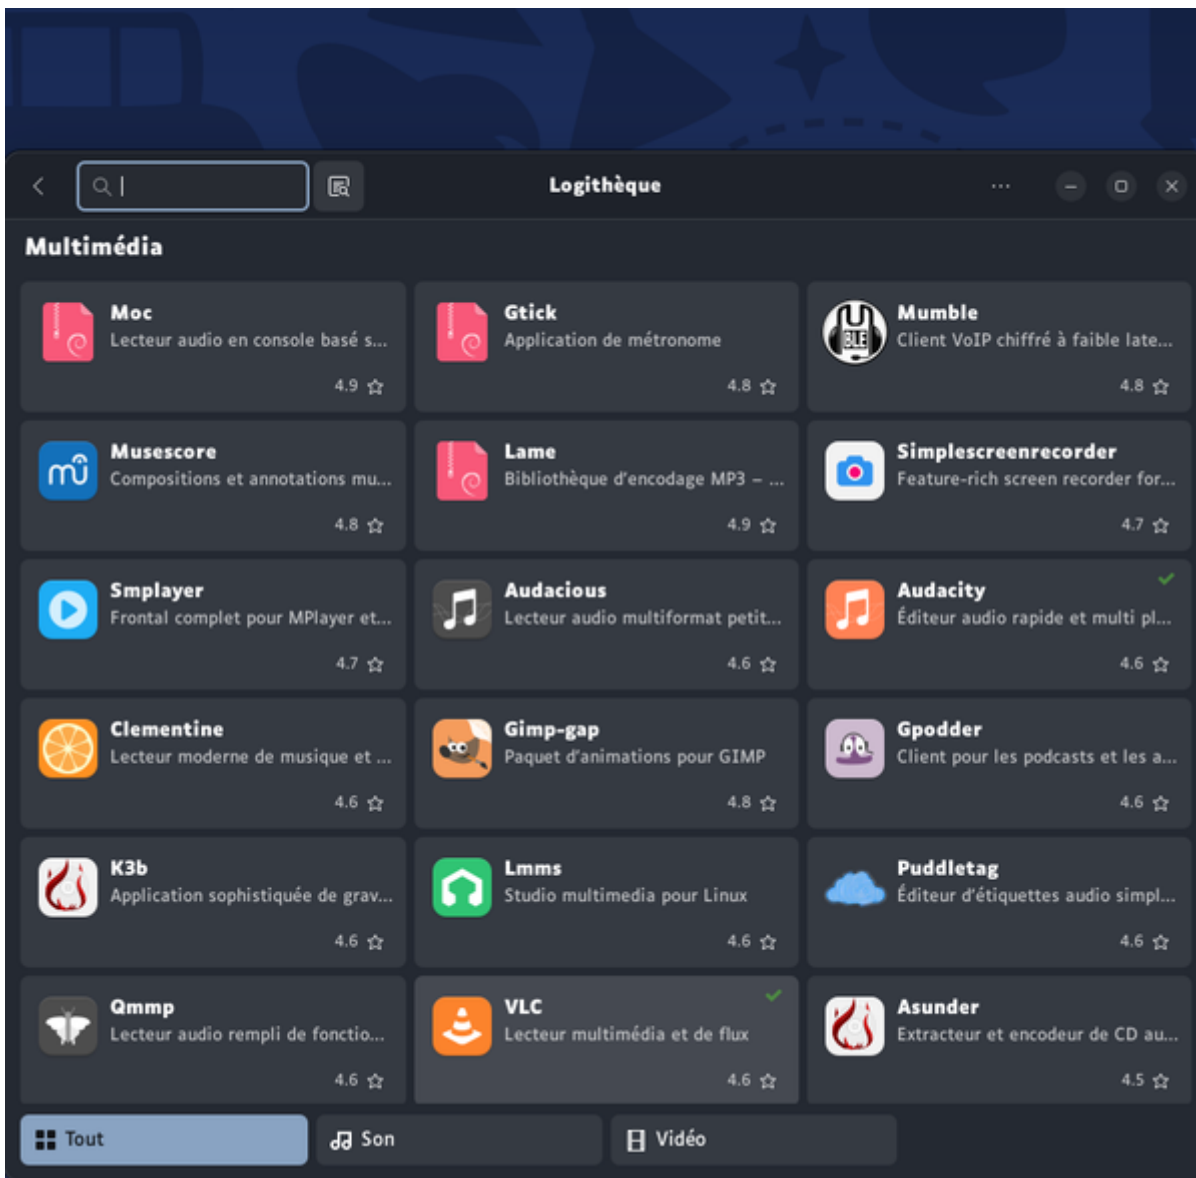 Logithèque
Multimédia
Moc
Lecteur audio en console basé s...
4.9
Gtick
Application de métronome
4.8
Mumble
Client VoIP chiffré à faible late...
4.8
Musescore
Compositions et annotations mu...
4.8
Lame
Bibliothèque d'encodage MP3 – ...
4.9
Simplescreenrecorder
Feature-rich screen recorder for...
4.7
Smplayer
Frontal complet pour MPlayer et...
4.7
Audacious
Lecteur audio multiformat petit...
4.6
Audacity
Éditeur audio rapide et multi pl...
4.6
Clementine
Lecteur moderne de musique et ...
4.6
Gimp-gap
Paquet d'animations pour GIMP
4.8
Gpodder
Client pour les podcasts et les a...
4.6
K3b
Application sophistiquée de grav...
4.6
Lmms
Studio multimedia pour Linux
4.6
Puddletag
Éditeur d'étiquettes audio simpl...
4.6
Qmmp
Lecteur audio rempli de fonctio...
4.6
VLC
Lecteur multimédia et de flux
4.6
Asunder
Extracteur et encodeur de CD au...
4.5
Tout
Son
Vidéo